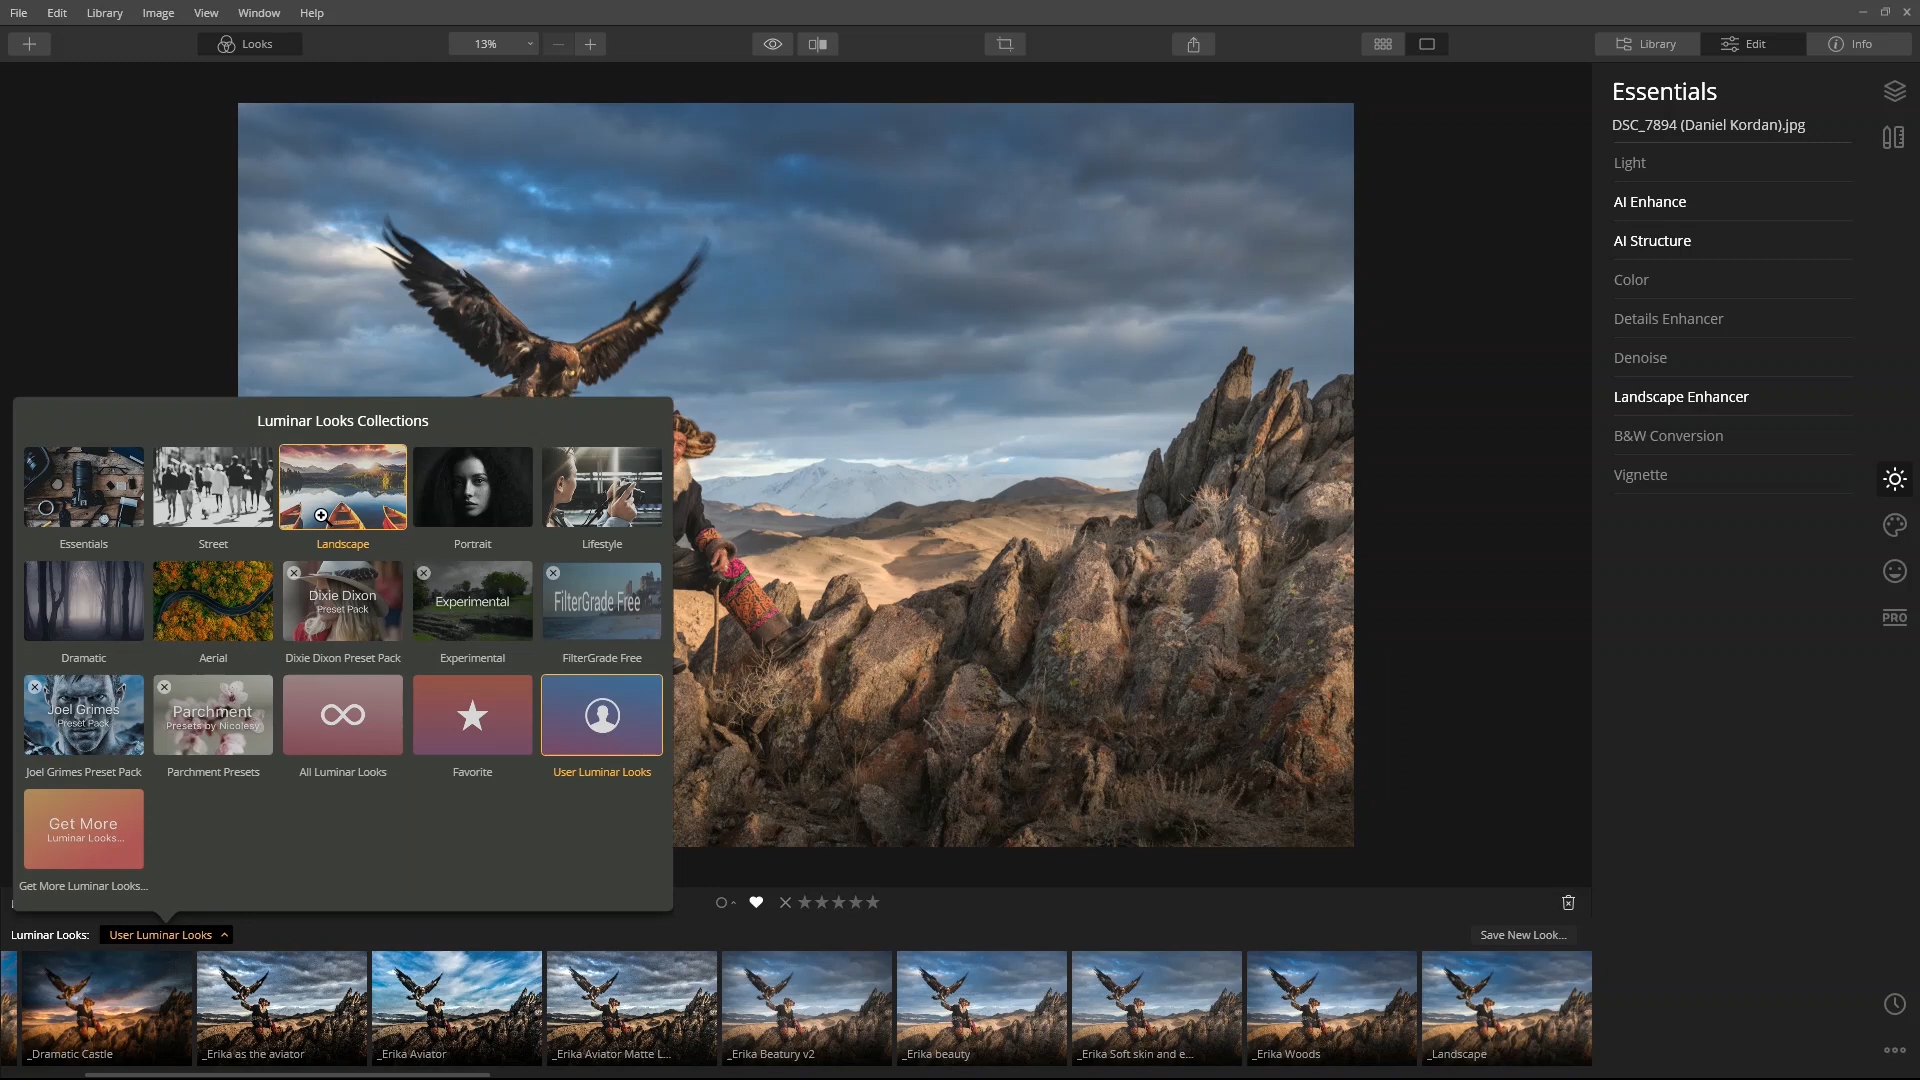 File Edit Library Image View Window Help
Looks 13% Library Edit Info
Essentials
DSC_7894 (Daniel Kordan).jpg
Light
AI Enhance
AI Structure
Color
Details Enhancer
Denoise
Landscape Enhancer
B&W Conversion
Vignette
PRO
Luminar Looks Collections
Essentials Street Landscape Portrait Lifestyle
Dixie Dixon
Preset Pack
Experimental
FilterGrade Free
Dramatic Aerial Dixie Dixon Preset Pack Experimental FilterGrade Free
Joel Grimes
Preset Pack
Parchment
Presets by Nicolesy
Joel Grimes Preset Pack Parchment Presets All Luminar Looks Favorite User Luminar Looks
Get More
Luminar Looks...
Get More Luminar Looks...
Luminar Looks: User Luminar Looks Save New Look...
_Dramatic Castle _Erika as the aviator _Erika Aviator _Erika Aviator Matte L... _Erika Beatury v2 _Erika beauty _Erika Soft skin and e... _Erika Woods _Landscape